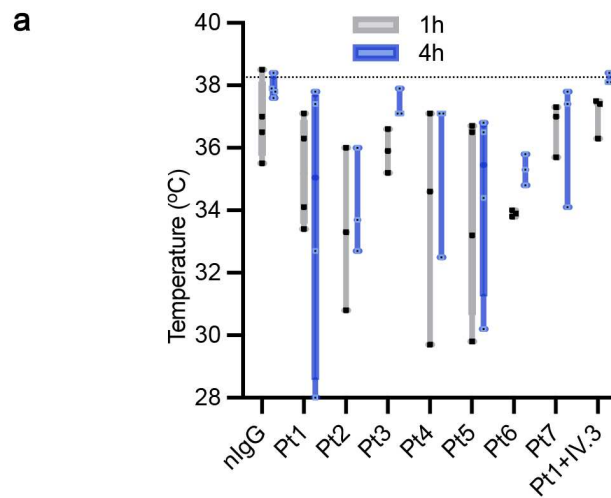 a
1h
4h
Temperature (ºC)
40
38
36
34
32
30
28
nIgG
Pt1
Pt2
Pt3
Pt4
Pt5
Pt6
Pt7
Pt1+IV.3